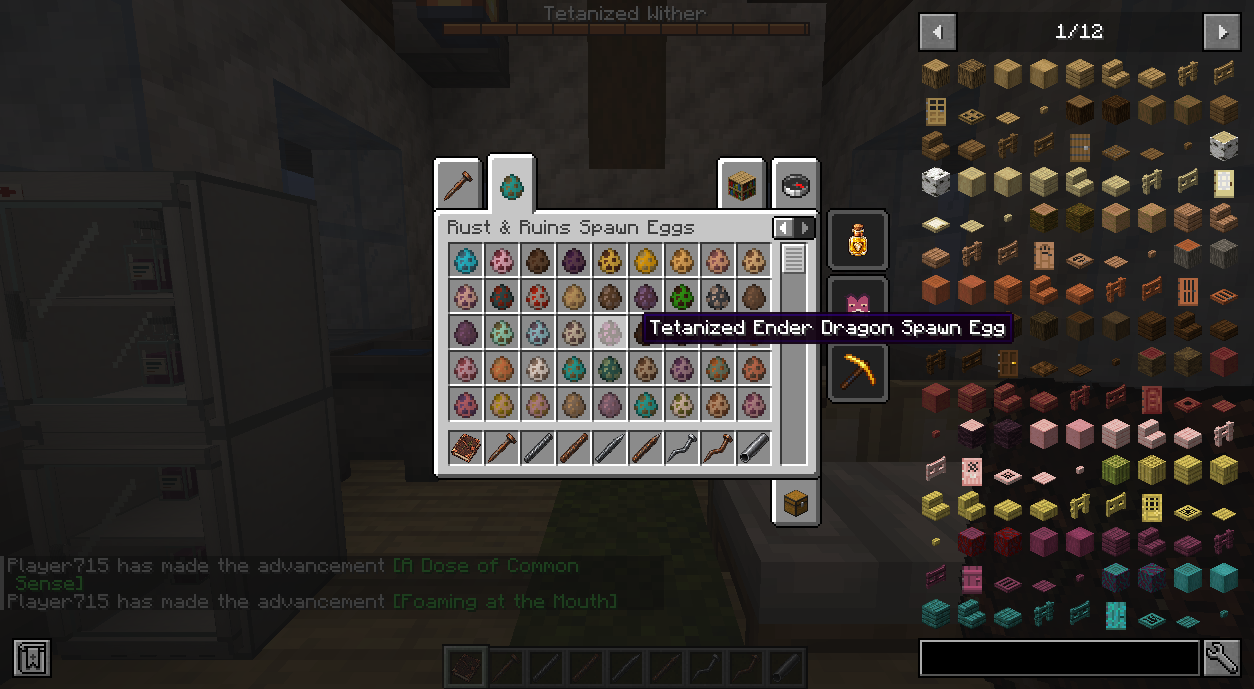 Tetanized Wither
1/12
Rust & Ruins Spawn Eggs
Tetanized Ender Dragon Spawn Egg
Player715 has made the advancement [A Dose of Common
Sense]
Player715 has made the advancement [Foaming at the Mouth]